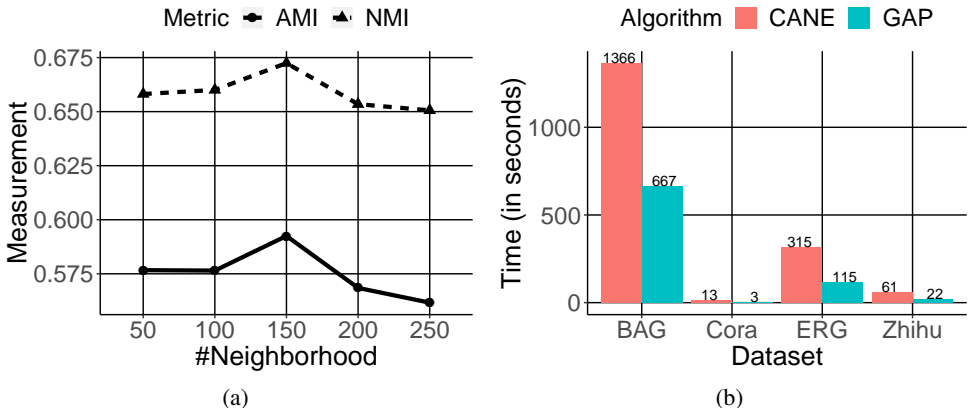 Metric AMI NMI
0.675
0.650
0.625
0.600
0.575
Measurement
50 100 150 200 250
#Neighborhood
(a)
Algorithm CANE GAP
1366
1000
667
500
315
115
61
22
13
3
0
Time (in seconds)
BAG Cora ERG Zhihu
Dataset
(b)